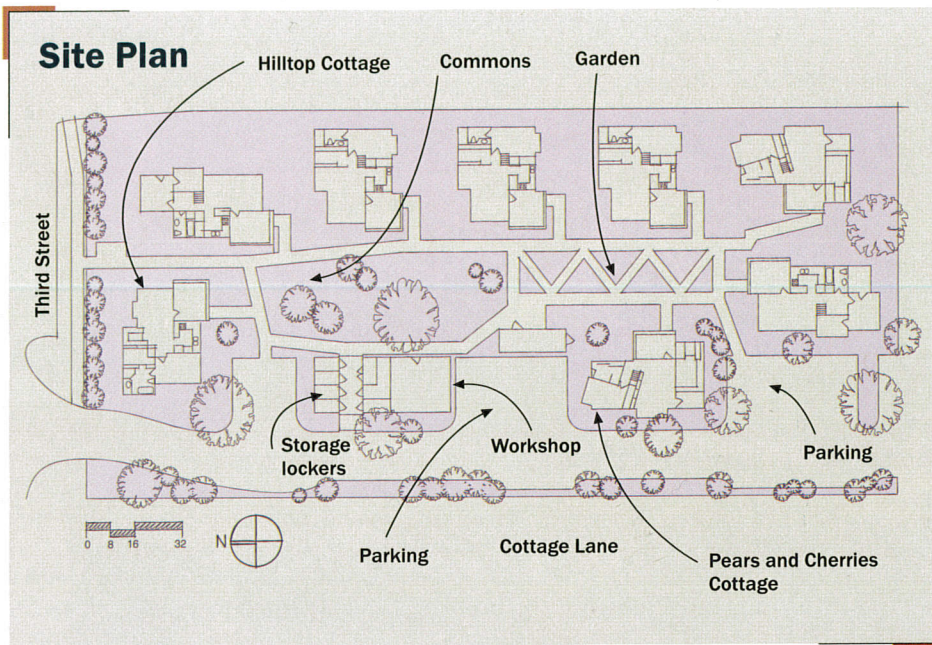 Site Plan
Hilltop Cottage
Commons
Garden
Third Street
Storage
lockers
Workshop
Parking
Parking
Cottage Lane
Pears and Cherries
Cottage
0 8 16 32
N